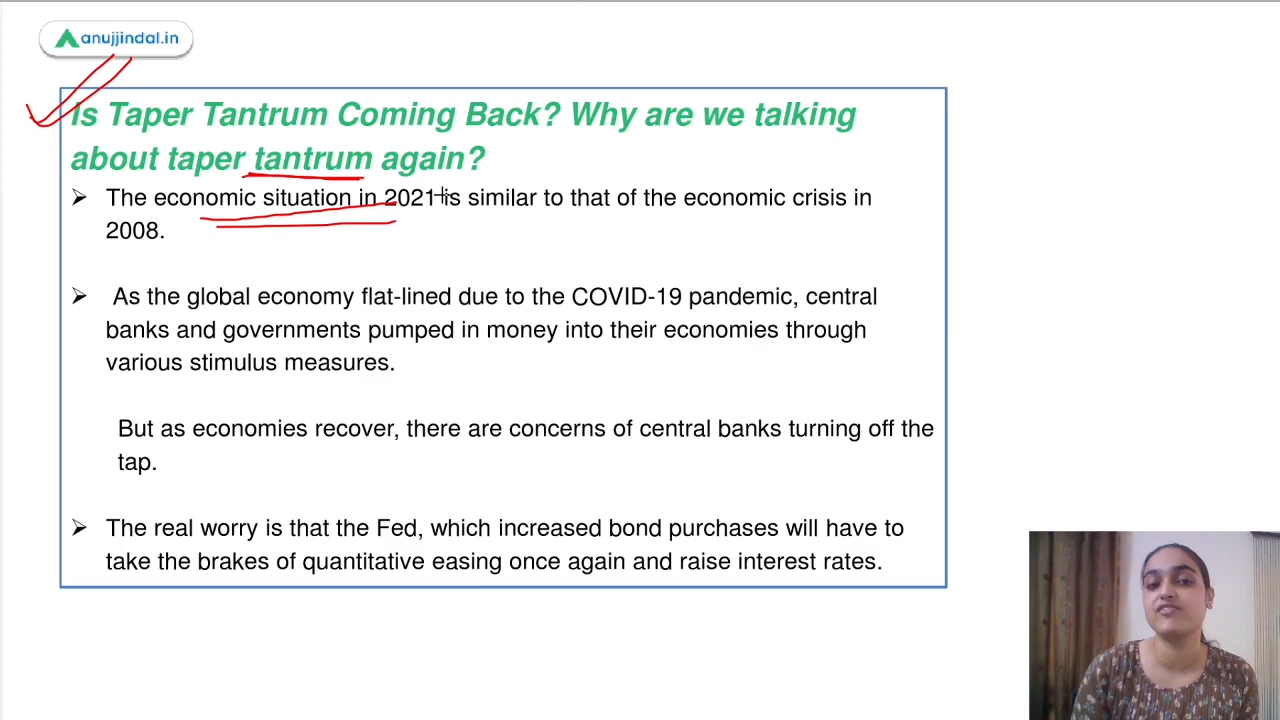 anujjindal.in
Is Taper Tantrum Coming Back? Why are we talking
about taper tantrum again?
The economic situation in 2021 is similar to that of the economic crisis in
2008.
As the global economy flat-lined due to the COVID-19 pandemic, central
banks and governments pumped in money into their economies through
various stimulus measures.
But as economies recover, there are concerns of central banks turning off the
tap.
The real worry is that the Fed, which increased bond purchases will have to
take the brakes of quantitative easing once again and raise interest rates.